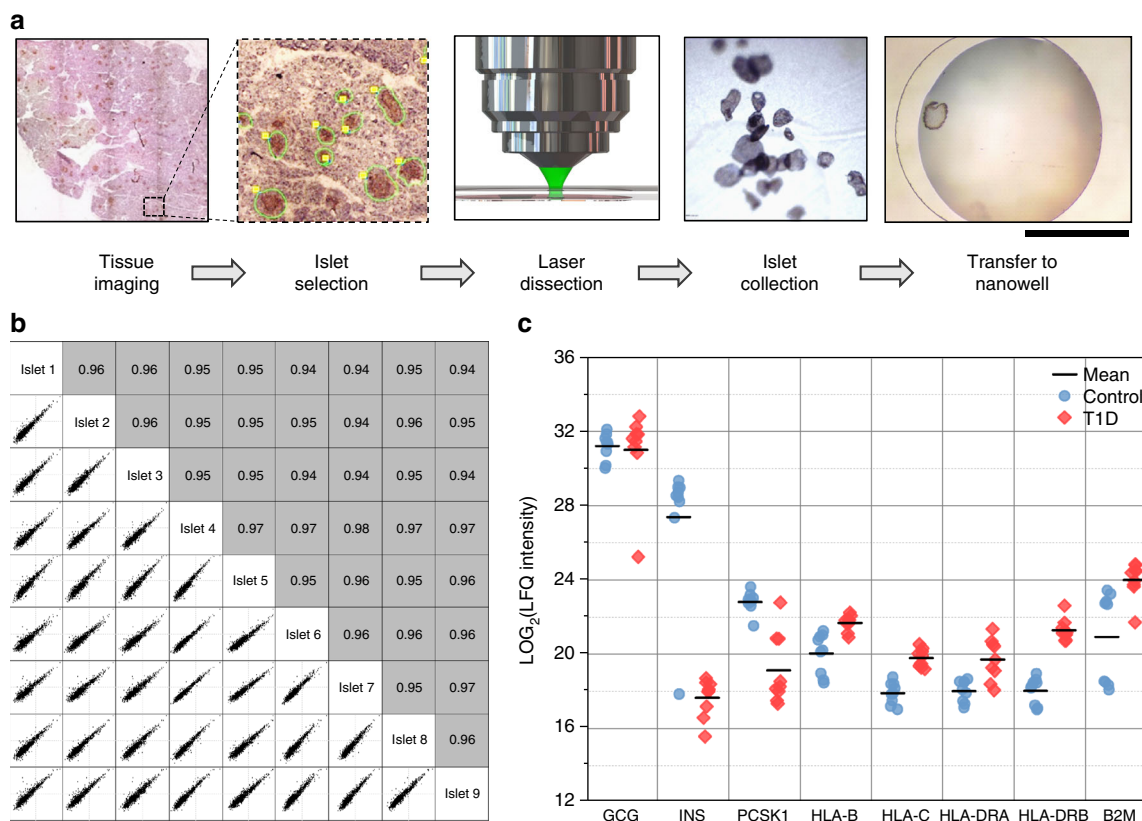 a
Tissue
imaging
Islet
selection
Laser
dissection
Islet
collection
Transfer to
nanowell
b
Islet 1 0.96 0.96 0.95 0.95 0.94 0.94 0.95 0.94
Islet 2 0.96 0.95 0.95 0.94 0.96 0.95
Islet 3 0.95 0.95 0.94 0.94 0.95 0.94
Islet 4 0.97 0.97 0.98 0.97 0.97
Islet 5 0.95 0.96 0.95 0.96
Islet 6 0.96 0.96 0.96
Islet 7 0.95 0.97
Islet 8 0.96
Islet 9
c
LOG2(LFQ intensity)
36
32
28
24
20
16
12
Mean
Control
T1D
GCG INS PCSK1 HLA-B HLA-C HLA-DRA HLA-DRB B2M